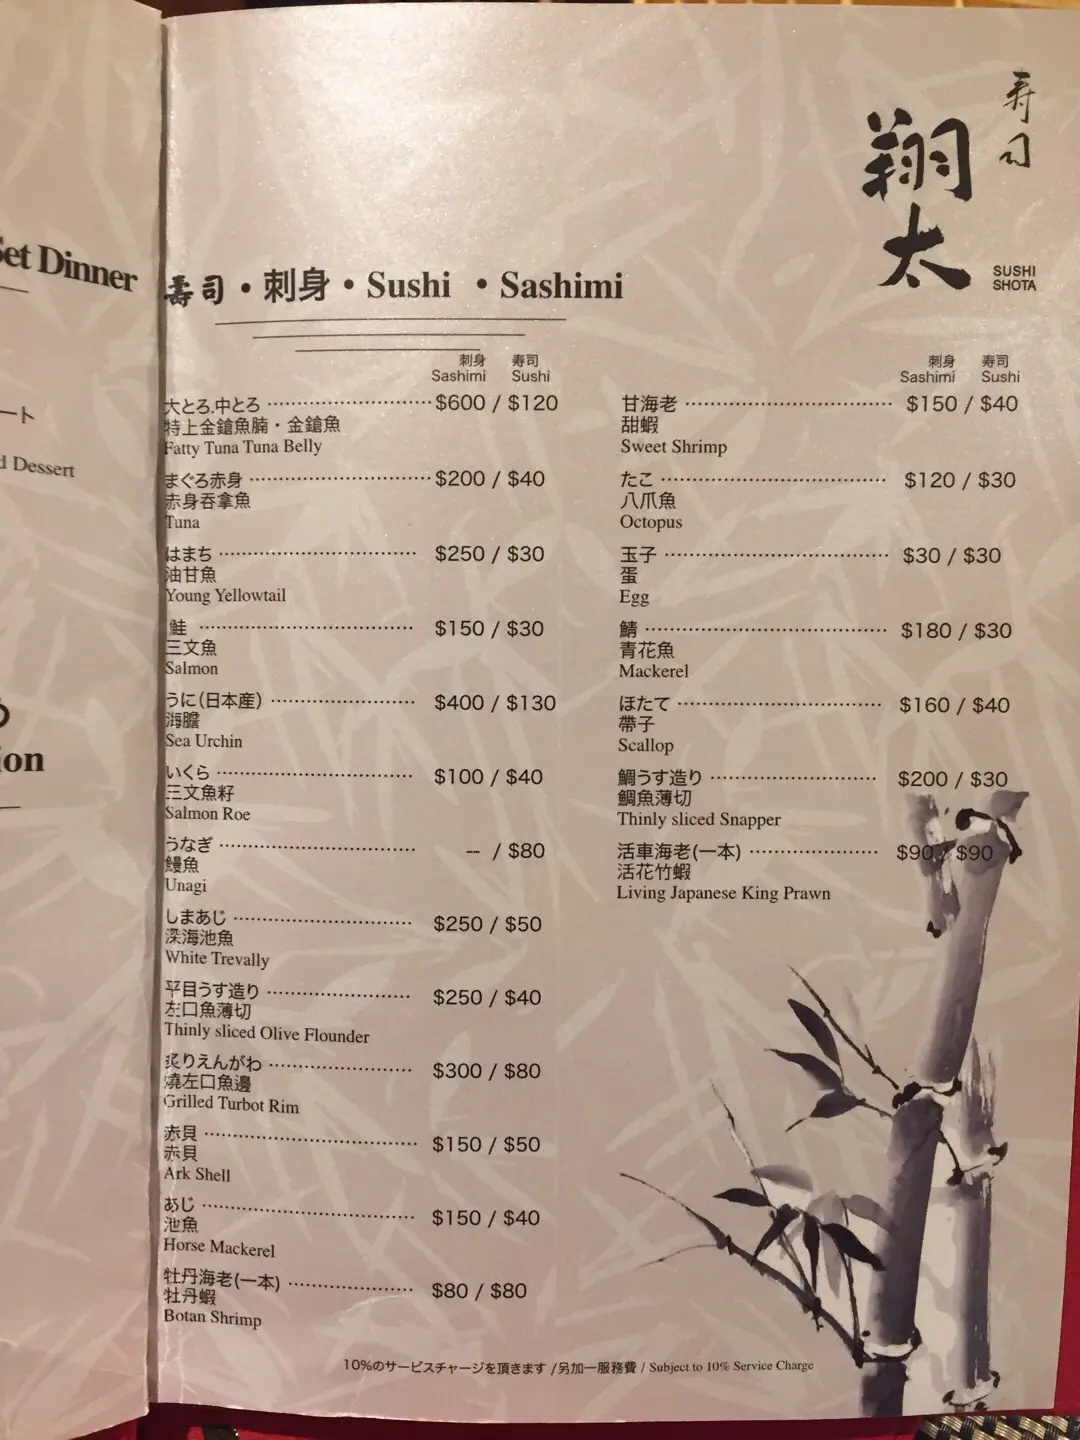 Set Dinner
ート
d Dessert
ion
寿司
翔太
SUSHI
SHOTA
壽司・刺身・Sushi ・Sashimi
刺身 寿司
Sashimi Sushi
大とろ.中とろ $600 / $120
特上金鎗魚腩・金鎗魚
Fatty Tuna Tuna Belly
まぐろ赤身 $200 / $40
赤身吞拿魚
Tuna
はまち $250 / $30
油甘魚
Young Yellowtail
鮭 $150 / $30
三文魚
Salmon
うに(日本産) $400 / $130
海膽
Sea Urchin
いくら $100 / $40
三文魚籽
Salmon Roe
うなぎ -- / $80
鰻魚
Unagi
しまあじ $250 / $50
深海池魚
White Trevally
平目うす造り $250 / $40
左口魚薄切
Thinly sliced Olive Flounder
炙りえんがわ $300 / $80
燒左口魚邊
Grilled Turbot Rim
赤貝 $150 / $50
赤貝
Ark Shell
あじ $150 / $40
池魚
Horse Mackerel
牡丹海老(一本) $80 / $80
牡丹蝦
Botan Shrimp
刺身 寿司
Sashimi Sushi
甘海老 $150 / $40
甜蝦
Sweet Shrimp
たこ $120 / $30
八爪魚
Octopus
玉子 $30 / $30
蛋
Egg
鯖 $180 / $30
青花魚
Mackerel
ほたて $160 / $40
帶子
Scallop
鯛うす造り $200 / $30
鯛魚薄切
Thinly sliced Snapper
活車海老(一本) $90 / $90
活花竹蝦
Living Japanese King Prawn
10%のサービスチャージを頂きます /另加一服務費 / Subject to 10% Service Charge